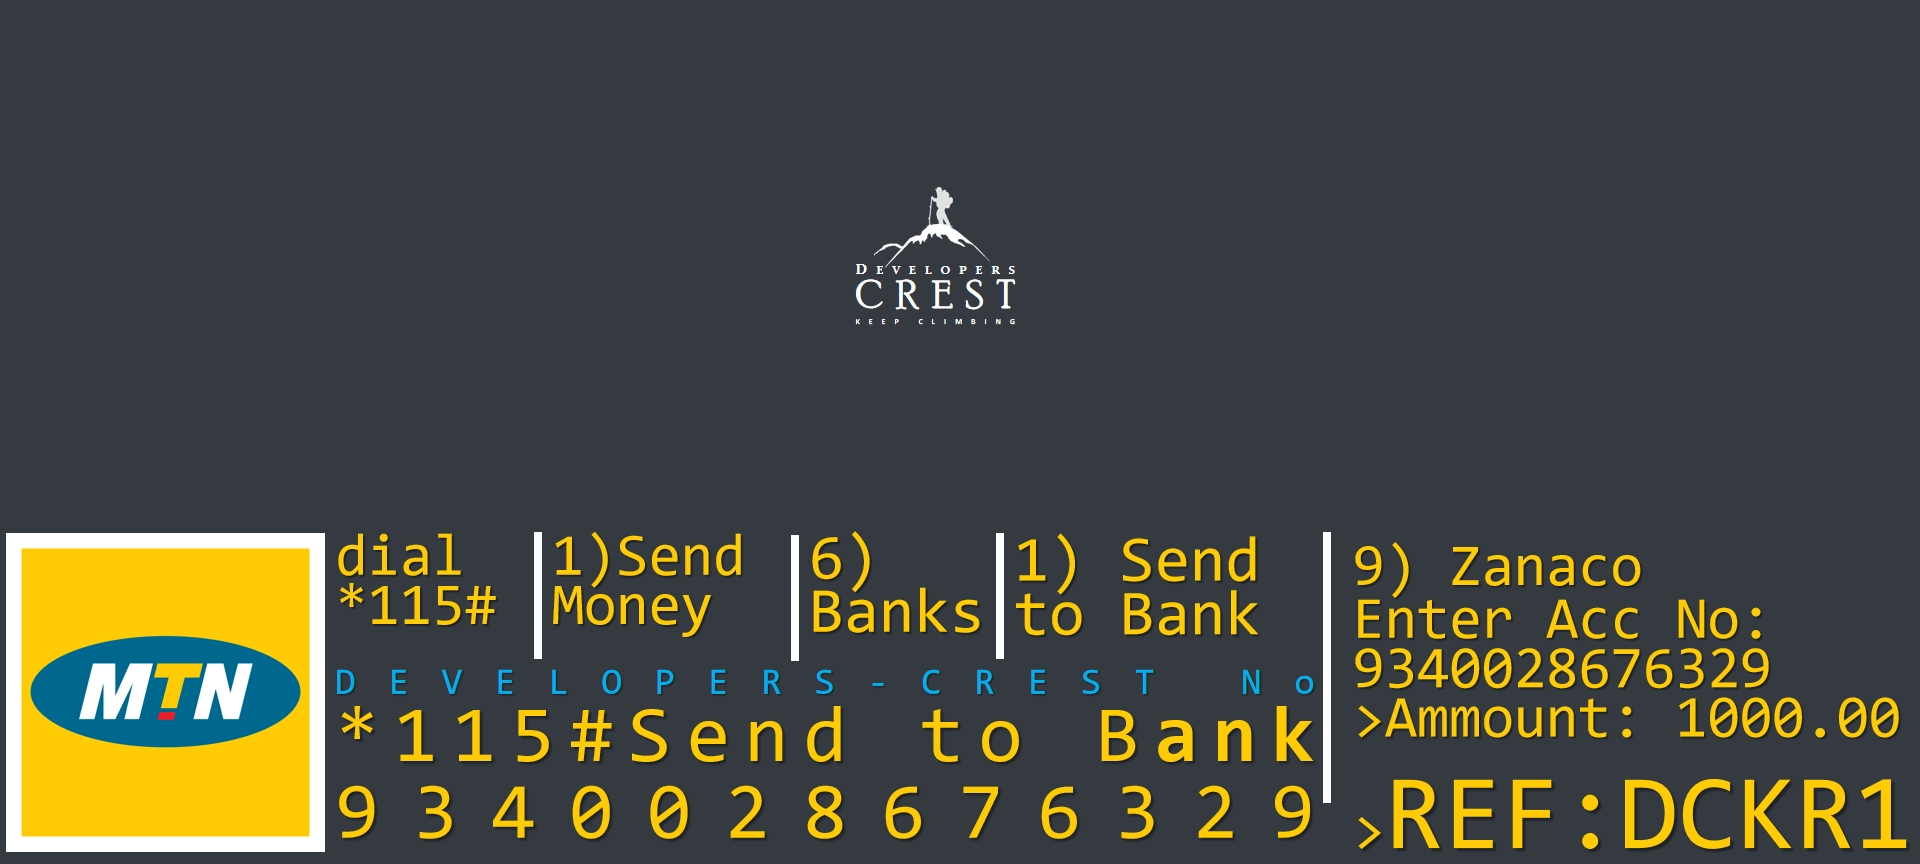 DEVELOPERS
CREST
KEEP CLIMBING
MTN
dial
*115#
1)Send
Money
6)
Banks
1) Send
to Bank
DEVELOPERS-CREST No
*115#Send to Bank
9340028676329
9) Zanaco
Enter Acc No:
9340028676329
>Ammount: 1000.00
>REF:DCKR1